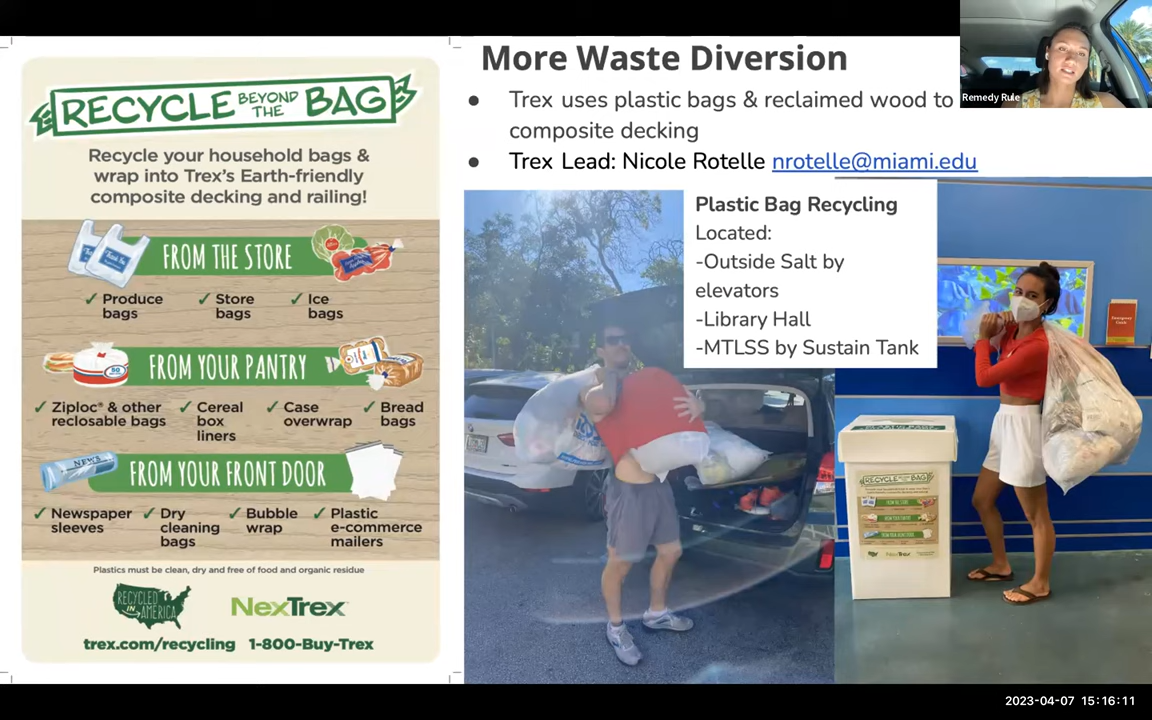 RECYCLE BEYOND THE BAG
Recycle your household bags &
wrap into Trex's Earth-friendly
composite decking and railing!
FROM THE STORE
✓ Produce bags
✓ Store bags
✓ Ice bags
FROM YOUR PANTRY
✓ Ziploc® & other reclosable bags
✓ Cereal box liners
✓ Case overwrap
✓ Bread bags
NEWS
FROM YOUR FRONT DOOR
✓ Newspaper sleeves
✓ Dry cleaning bags
✓ Bubble wrap
✓ Plastic e-commerce mailers
Plastics must be clean, dry and free of food and organic residue
RECYCLED IN AMERICA
NexTrex
trex.com/recycling 1-800-Buy-Trex
More Waste Diversion
● Trex uses plastic bags & reclaimed wood to
composite decking
● Trex Lead: Nicole Rotelle nrotelle@miami.edu
Plastic Bag Recycling
Located:
-Outside Salt by
elevators
-Library Hall
-MTLSS by Sustain Tank
RECYCLE BEYOND THE BAG
NexTrex
Remedy Rule
2023-04-07 15:16:11